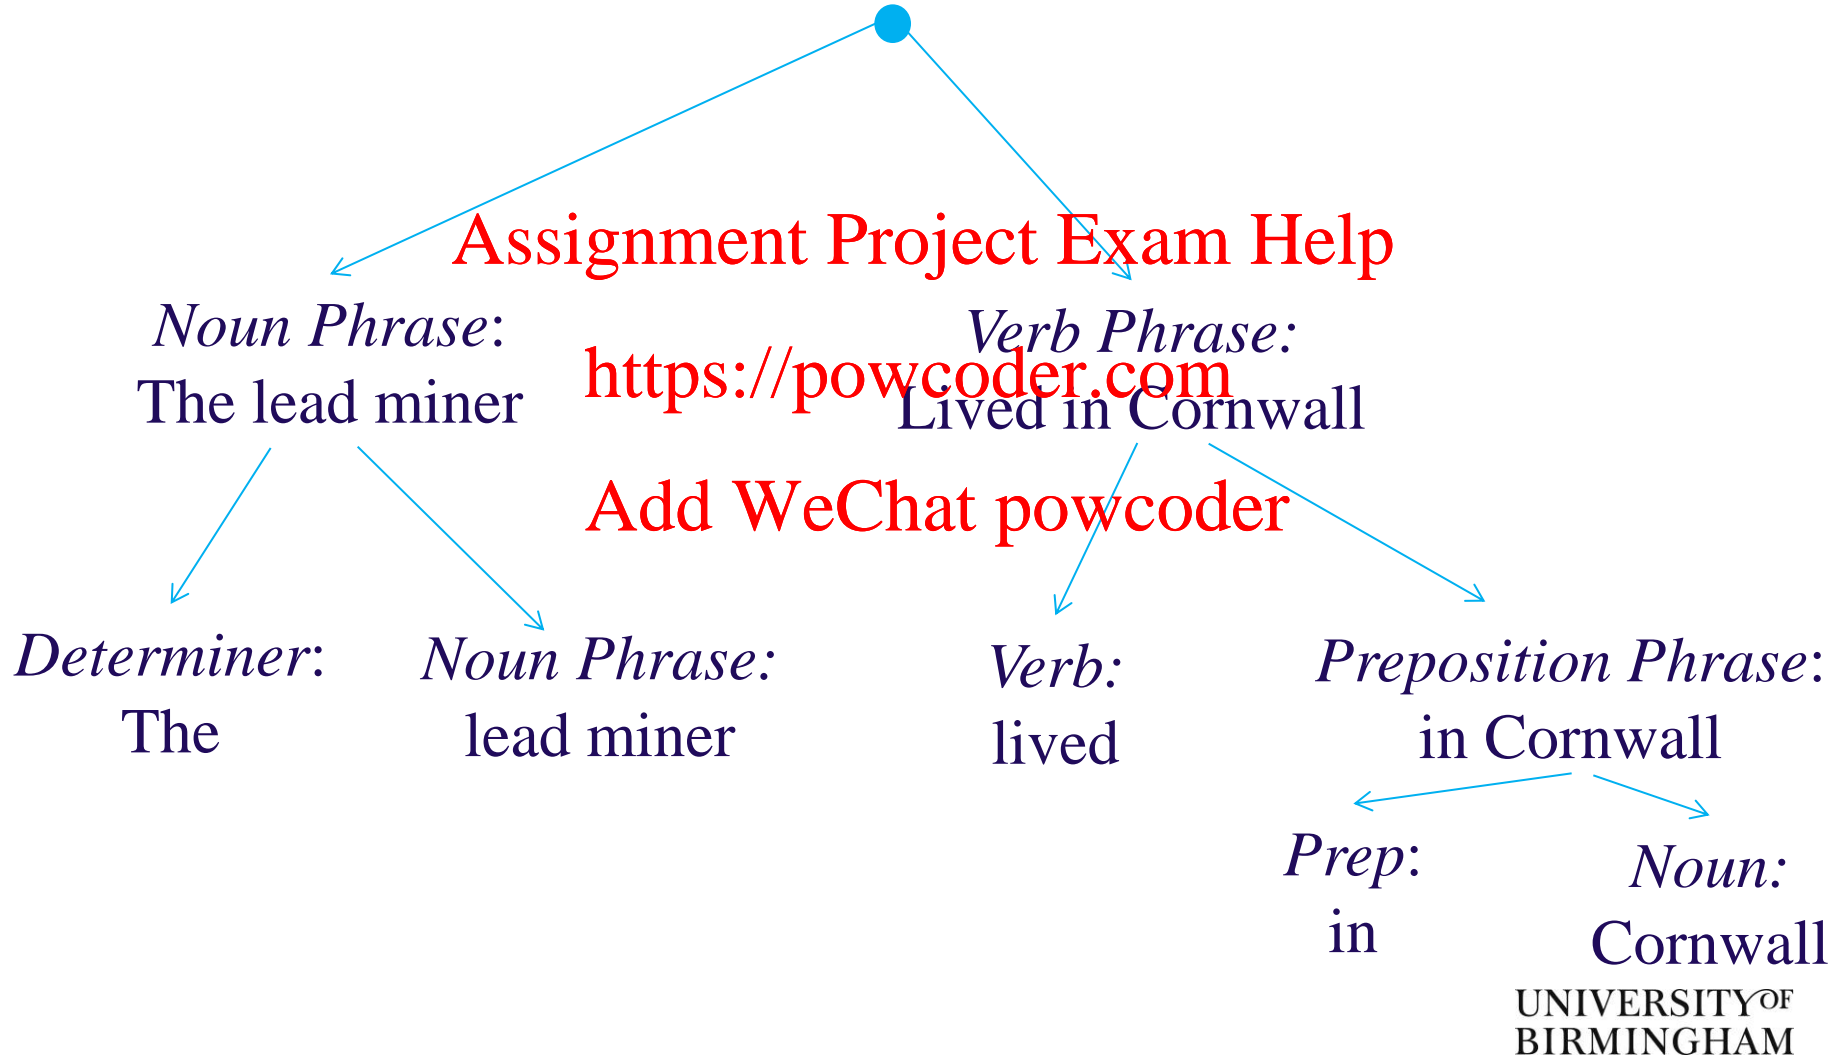 Assignment Project Exam Help
Noun Phrase:
The lead miner
Verb Phrase:
Lived in Cornwall
https://powcoder.com
Add WeChat powcoder
Determiner:
The
Noun Phrase:
lead miner
Verb:
lived
Preposition Phrase:
in Cornwall
Prep:
in
Noun:
Cornwall
UNIVERSITY OF
BIRMINGHAM